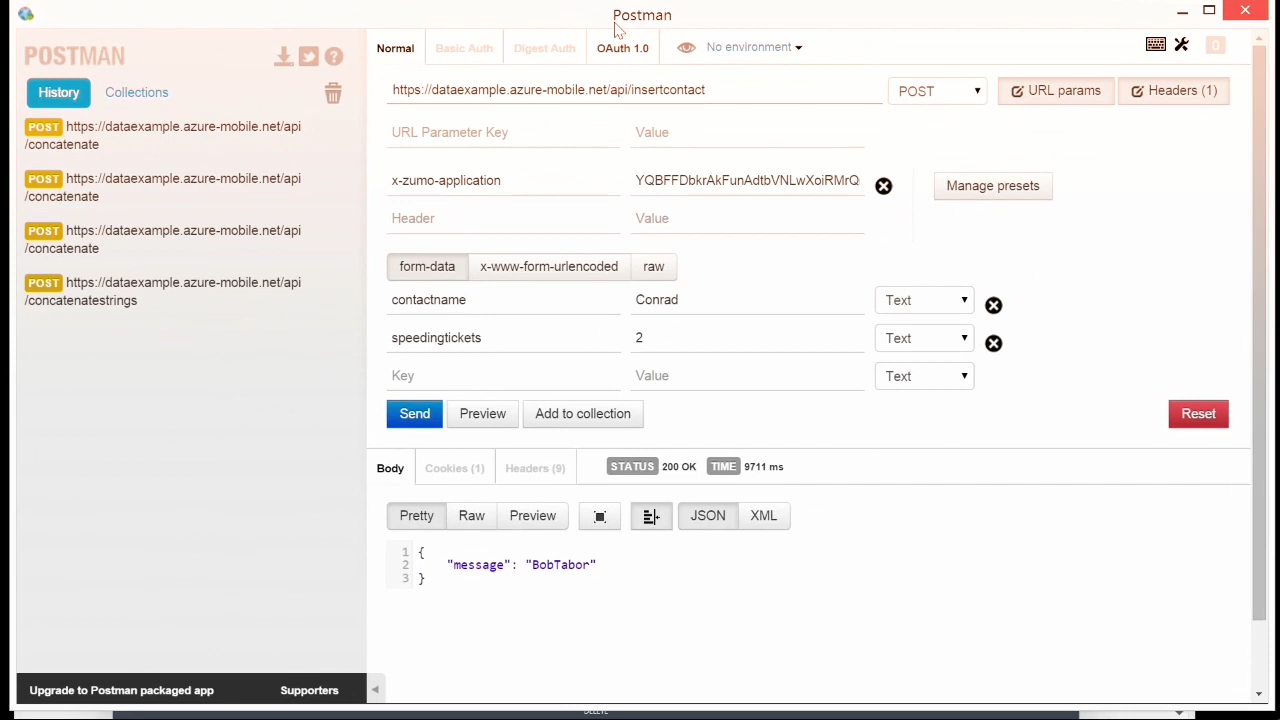 Postman
POSTMAN
History
Collections
POST https://dataexample.azure-mobile.net/api
/concatenate
POST https://dataexample.azure-mobile.net/api
/concatenate
POST https://dataexample.azure-mobile.net/api
/concatenate
POST https://dataexample.azure-mobile.net/api
/concatenatestrings
Upgrade to Postman packaged app
Supporters
Normal
Basic Auth
Digest Auth
OAuth 1.0
No environment
0
https://dataexample.azure-mobile.net/api/insertcontact
POST
URL params
Headers (1)
URL Parameter Key
Value
x-zumo-application
YQBFFDbkrAkFunAdtbVNLwXoiRMrQ
Manage presets
Header
Value
form-data
x-www-form-urlencoded
raw
contactname
Conrad
Text
speedingtickets
2
Text
Key
Value
Text
Send
Preview
Add to collection
Reset
Body
Cookies (1)
Headers (9)
STATUS 200 OK
TIME 9711 ms
Pretty
Raw
Preview
JSON
XML
1 {
2 "message": "BobTabor"
3 }
DELETE